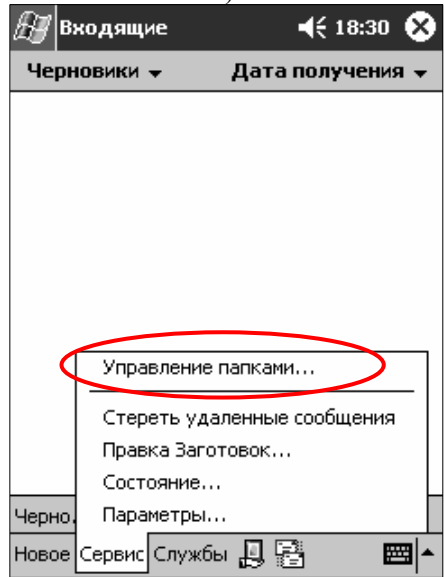 Входящие 18:30
Черновики Дата получения
Управление папками...
Стереть удаленные сообщения
Правка Заготовок...
Состояние...
Параметры...
Черно.
Новое Сервис Службы